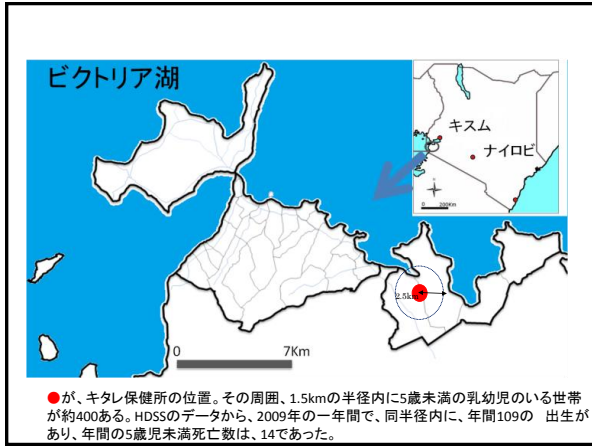 ビクトリア湖
キスム
ナイロビ
0 200Km
2.5km
0 7Km
●が、キタレ保健所の位置。その周囲、1.5kmの半径内に5歳未満の乳幼児のいる世帯
が約400ある。HDSSのデータから、2009年の一年間で、同半径内に、年間109の 出生が
あり、年間の5歳児未満死亡数は、14であった。